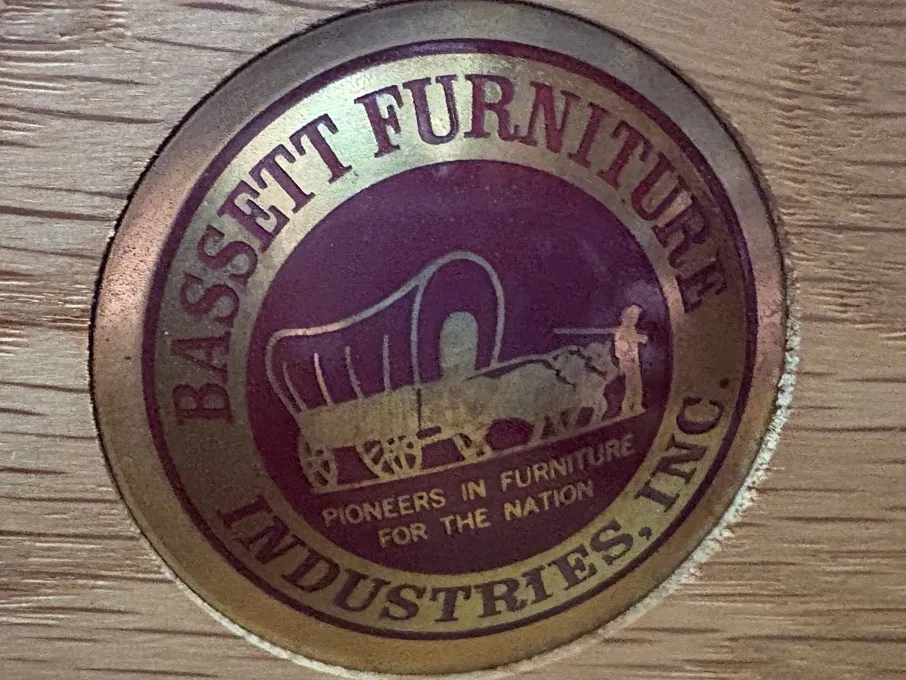 BASSETT FURNITURE
INDUSTRIES, INC.
PIONEERS IN FURNITURE
FOR THE NATION